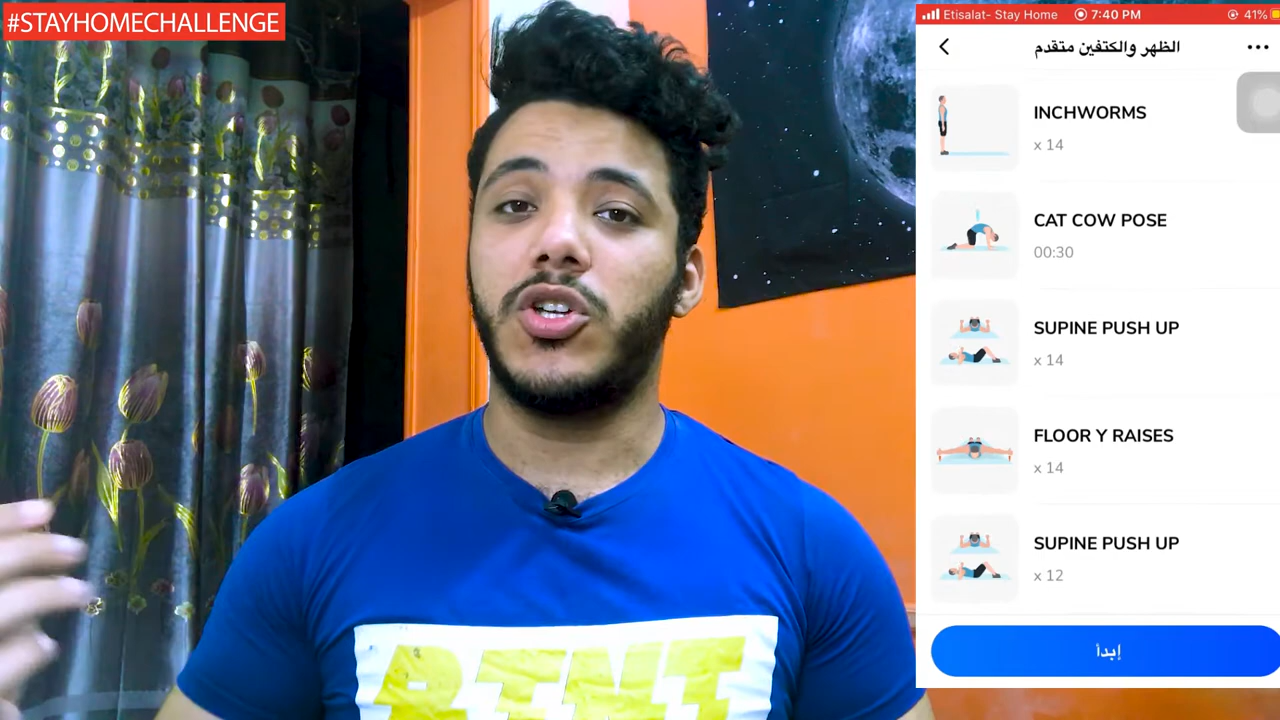 #STAYHOMECHALLENGE
Etisalat- Stay Home 7:40 PM 41%
الظهر والكتفين متقدم
INCHWORMS
x 14
CAT COW POSE
00:30
SUPINE PUSH UP
x 14
FLOOR Y RAISES
x 14
SUPINE PUSH UP
x 12
إبدأ